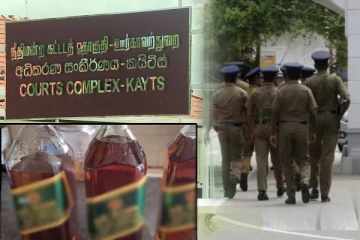 நீதிமன்ற கட்டடத் தொகுதி-ஊர்காவற்துறை
අධිකරණ සංකීර්ණය-කයිට්ස්
COURTS COMPLEX-KAYTS